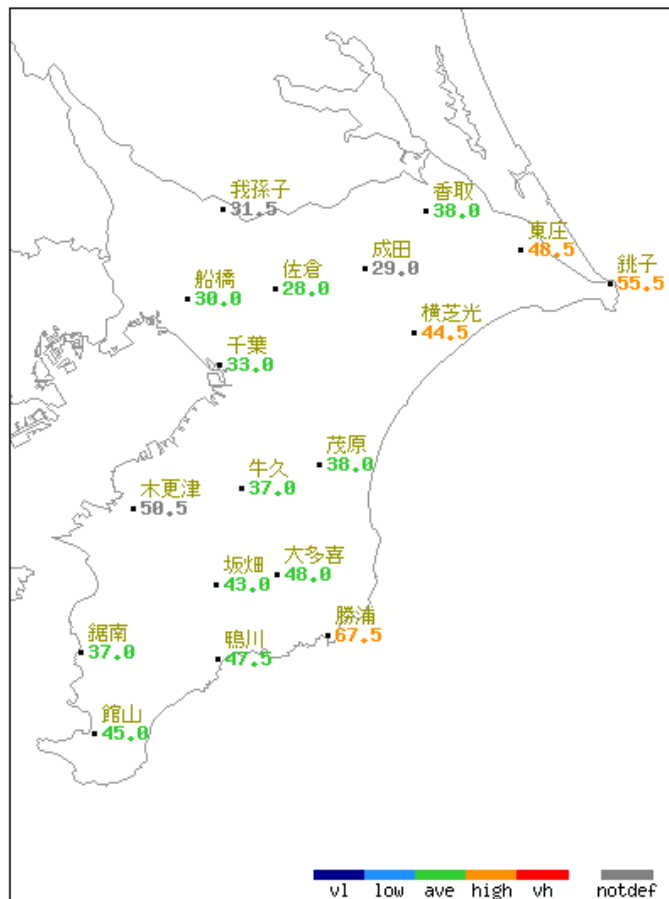 我孫子
31.5
香取
38.0
東庄
48.5
成田
29.0
銚子
55.5
佐倉
28.0
船橋
30.0
横芝光
44.5
千葉
33.0
茂原
38.0
牛久
37.0
木更津
50.5
大多喜
48.0
坂畑
43.0
勝浦
67.5
鋸南
37.0
鴨川
47.5
館山
45.0
vl low ave high vh notdef